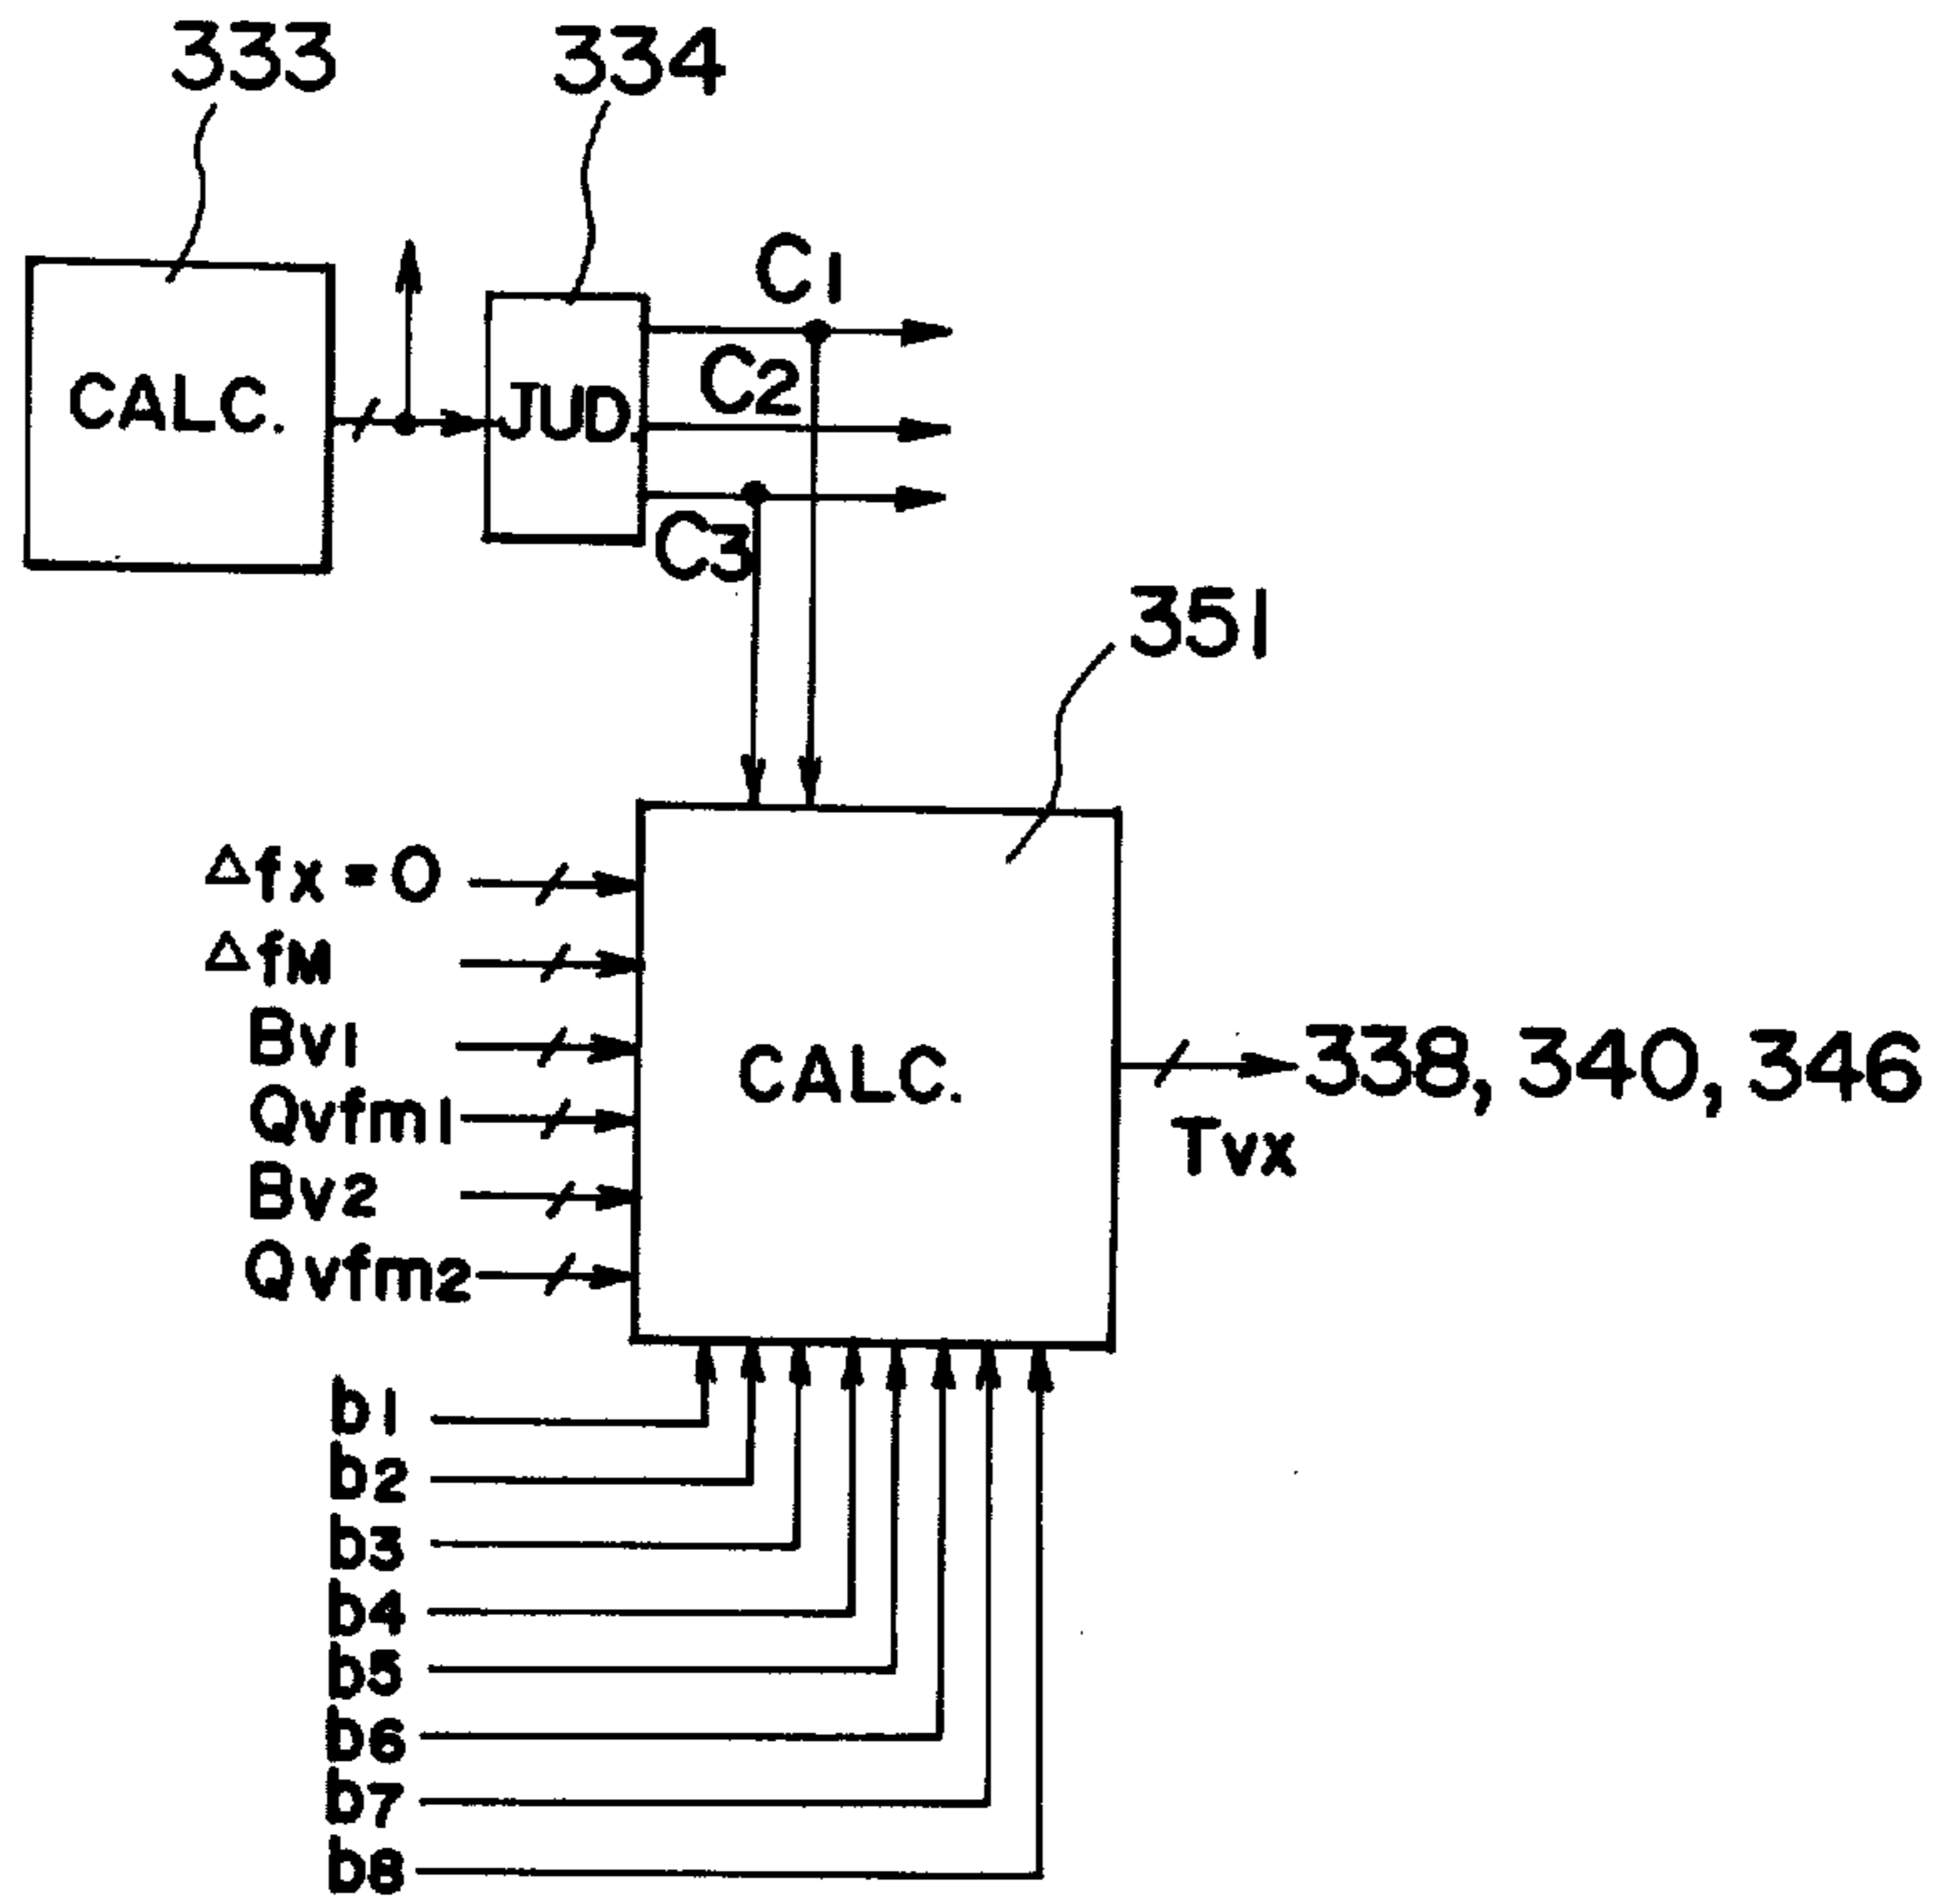 333
334
C1
C2
CALC.
JUD.
C3
351
Δfx=0
ΔfM
Bv1
CALC.
338, 340, 346
Qvfm1
Tvx
Bv2
Qvfm2
b1
b2
b3
b4
b5
b6
b7
b8